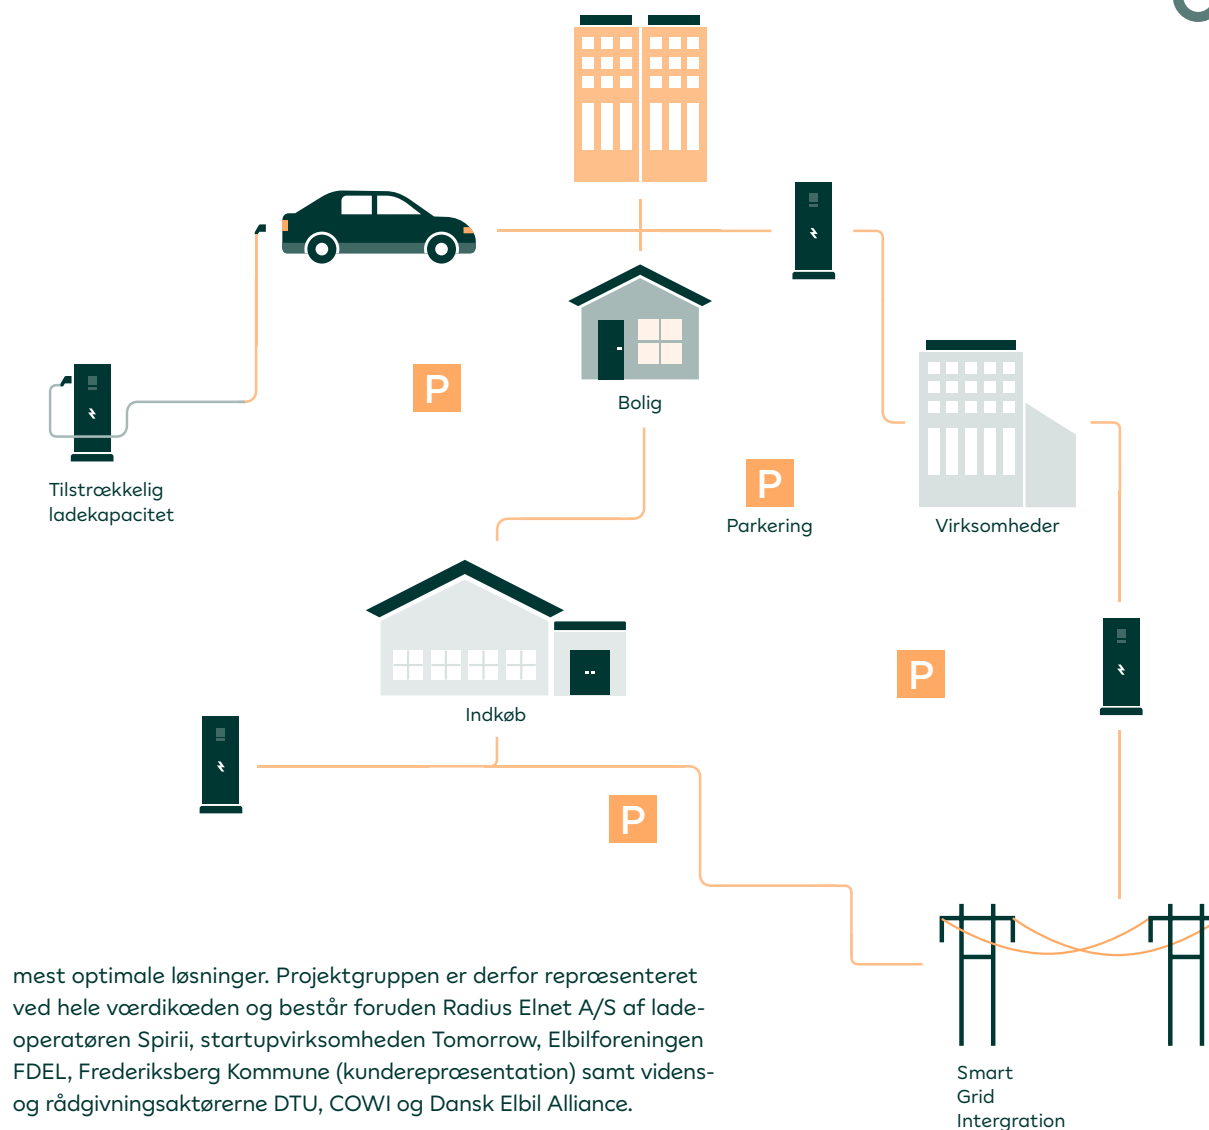 P
Bolig
P
Tilstrækkelig
ladekapacitet
Parkering
Virksomheder
P
Indkøb
P
mest optimale løsninger. Projektgruppen er derfor repræsenteret
ved hele værdikæden og består foruden Radius Elnet A/S af lade-
operatøren Spirii, startupvirksomheden Tomorrow, Elbilforeningen
FDEL, Frederiksberg Kommune (kunderepræsentation) samt videns-
og rådgivningsaktørerne DTU, COWI og Dansk Elbil Alliance.
Smart
Grid
Intergration